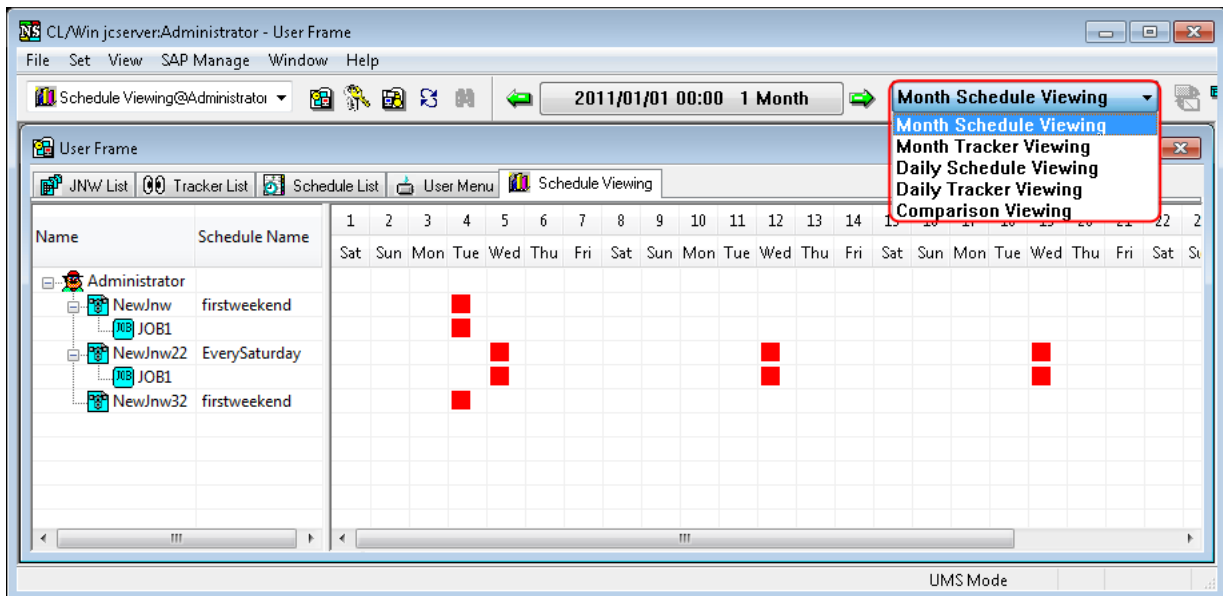 CL/Win jcserver:Administrator - User Frame
File Set View SAP Manage Window Help
Schedule Viewing@Administrator
2011/01/01 00:00 1 Month
Month Schedule Viewing
Month Schedule Viewing
Month Tracker Viewing
Daily Schedule Viewing
Daily Tracker Viewing
Comparison Viewing
User Frame
JNW List Tracker List Schedule List User Menu Schedule Viewing
Name Schedule Name
1 2 3 4 5 6 7 8 9 10 11 12 13 14 22 2
Sat Sun Mon Tue Wed Thu Fri Sat Sun Mon Tue Wed Thu Fri Sat Sun Mon Tue Wed Thu Fri Sat Su
Administrator
NewJnw firstweekend
JOB JOB1
NewJnw22 EverySaturday
JOB JOB1
NewJnw32 firstweekend
UMS Mode